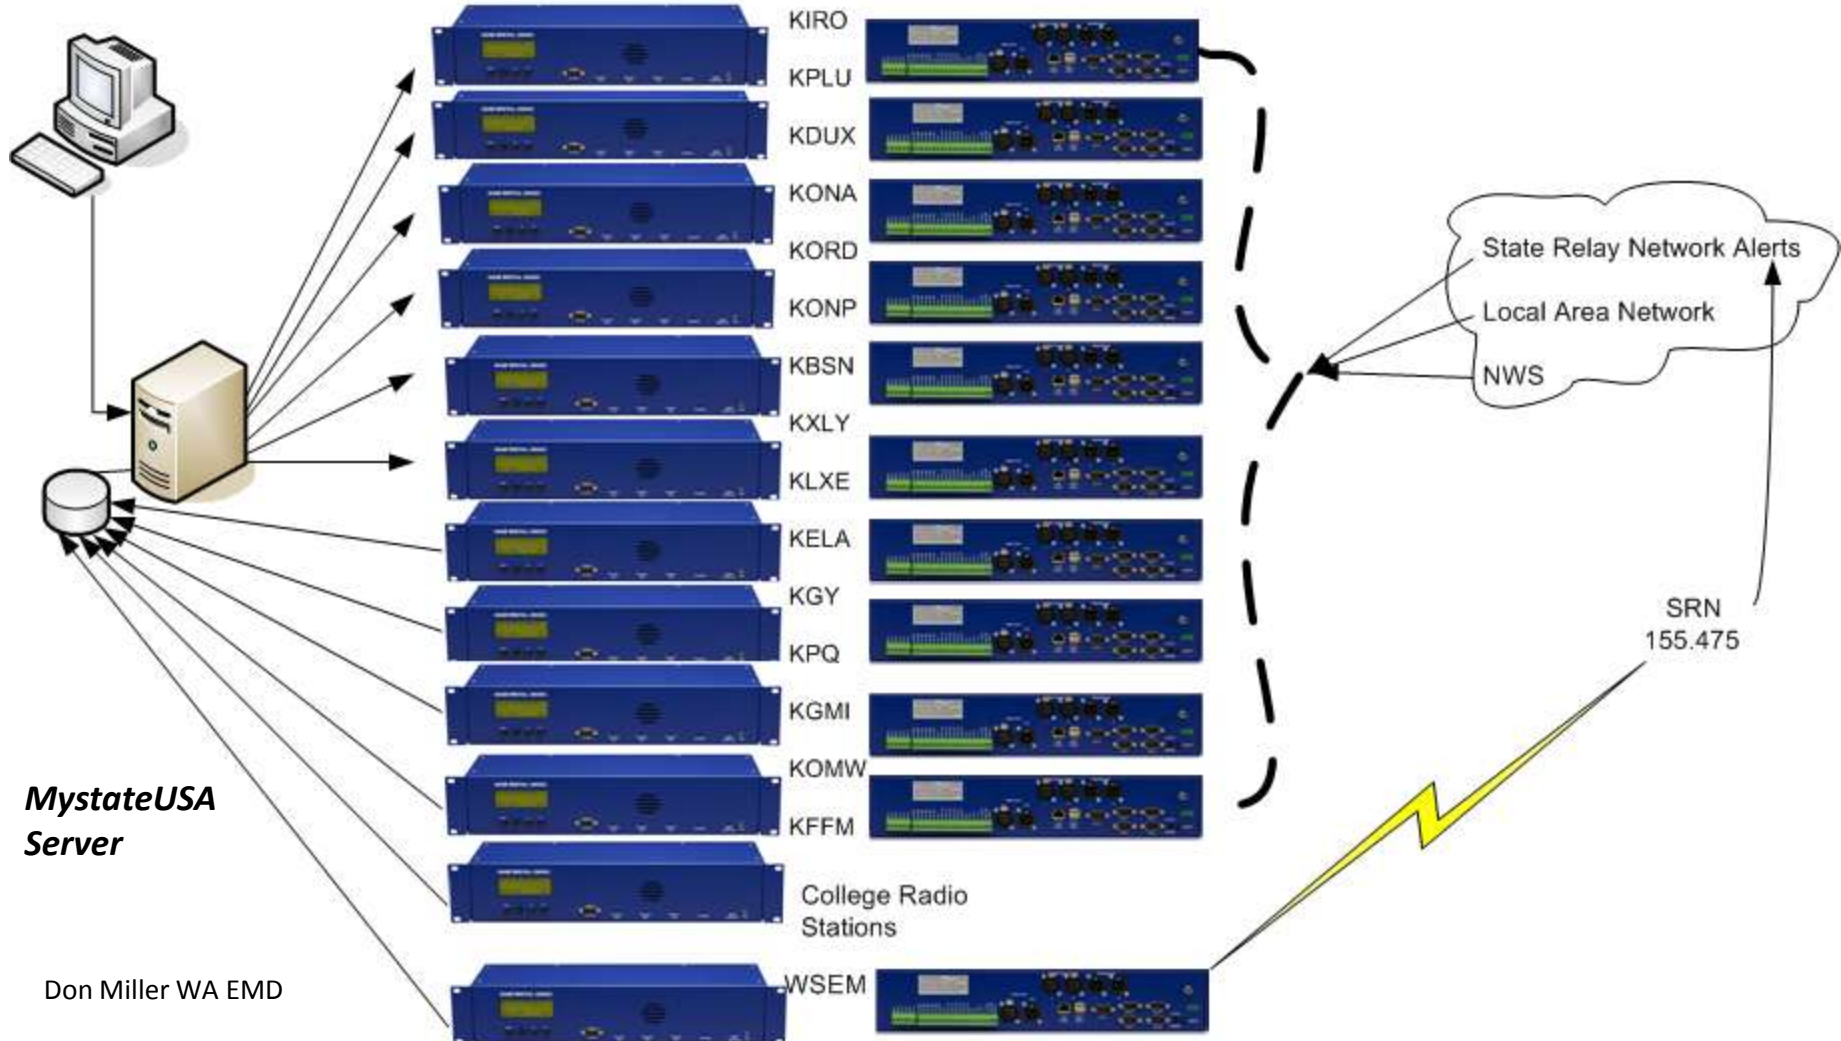 KIRO
KPLU
KDUX
KONA
KORD
KONP
KBSN
KXLY
KLXE
KELA
KGY
KPQ
KGMI
KOMW
KFFM
College Radio
Stations
WSEM
State Relay Network Alerts
Local Area Network
NWS
SRN
155.475
MystateUSA
Server
Don Miller WA EMD